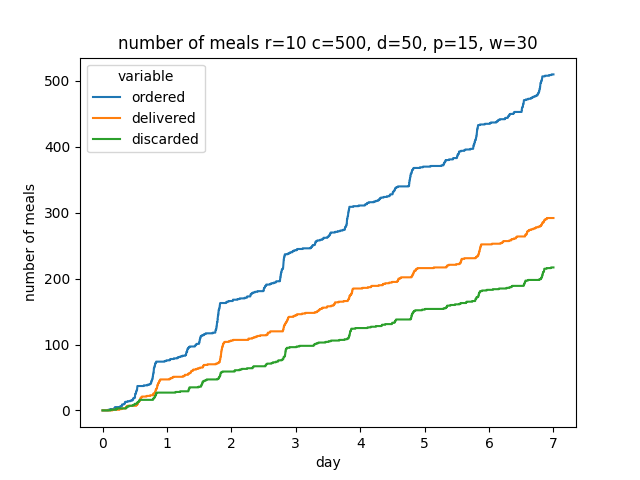 number of meals r=10 c=500, d=50, p=15, w=30
variable
ordered
delivered
discarded
number of meals
500
400
300
200
100
0
0 1 2 3 4 5 6 7
day